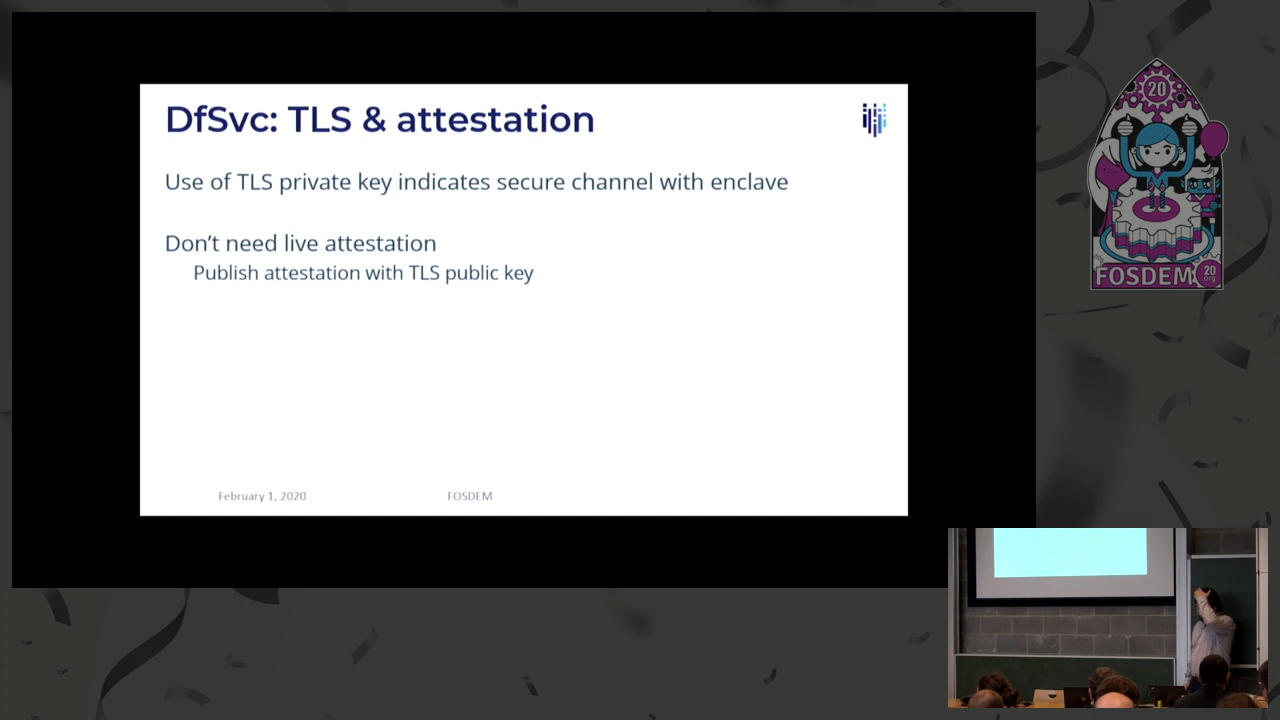 DfSvc: TLS & attestation
Use of TLS private key indicates secure channel with enclave
Don’t need live attestation
Publish attestation with TLS public key
February 1, 2020
FOSDEM
20
FOSDEM
20
.org